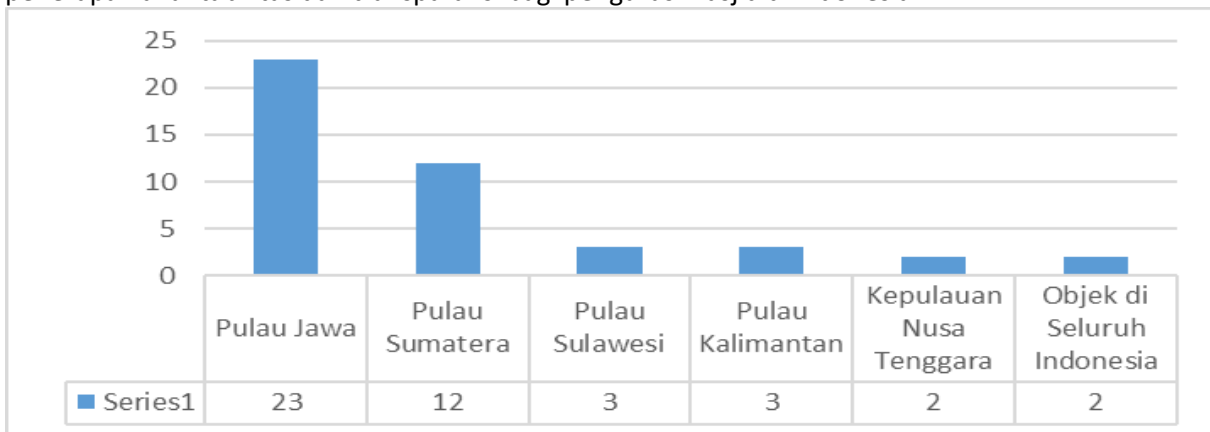 25
20
15
10
5
0
Pulau Jawa
Pulau
Sumatera
Pulau
Sulawesi
Pulau
Kalimantan
Kepulauan
Nusa
Tenggara
Objek di
Seluruh
Indonesia
Series1 23 12 3 3 2 2